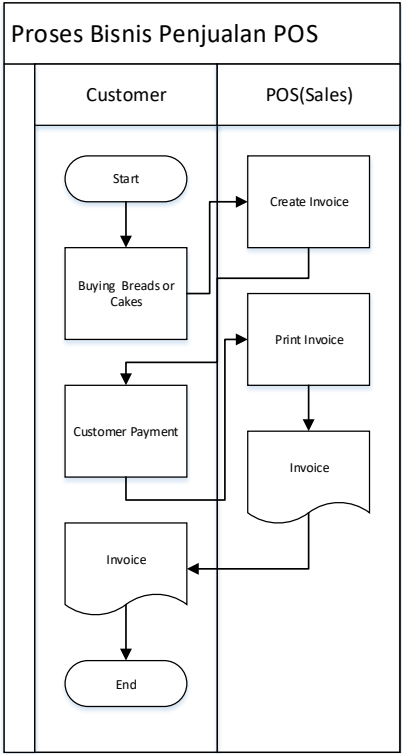 Proses Bisnis Penjualan POS
Customer
POS(Sales)
Start
Create Invoice
Buying Breads or
Cakes
Print Invoice
Customer Payment
Invoice
Invoice
End